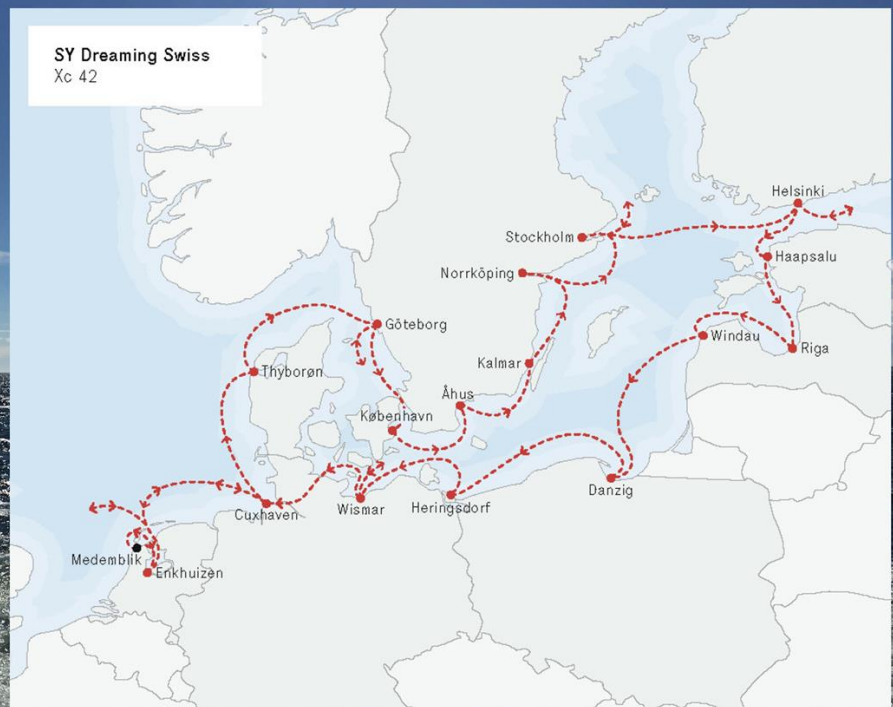 SY Dreaming Swiss
Xc 42
Helsinki
Stockholm
Haapsalu
Norrköping
Göteborg
Windau
Riga
Kalmar
Thyborøn
Åhus
København
Danzig
Cuxhaven
Wismar
Heringsdorf
Medemblik
Enkhuizen